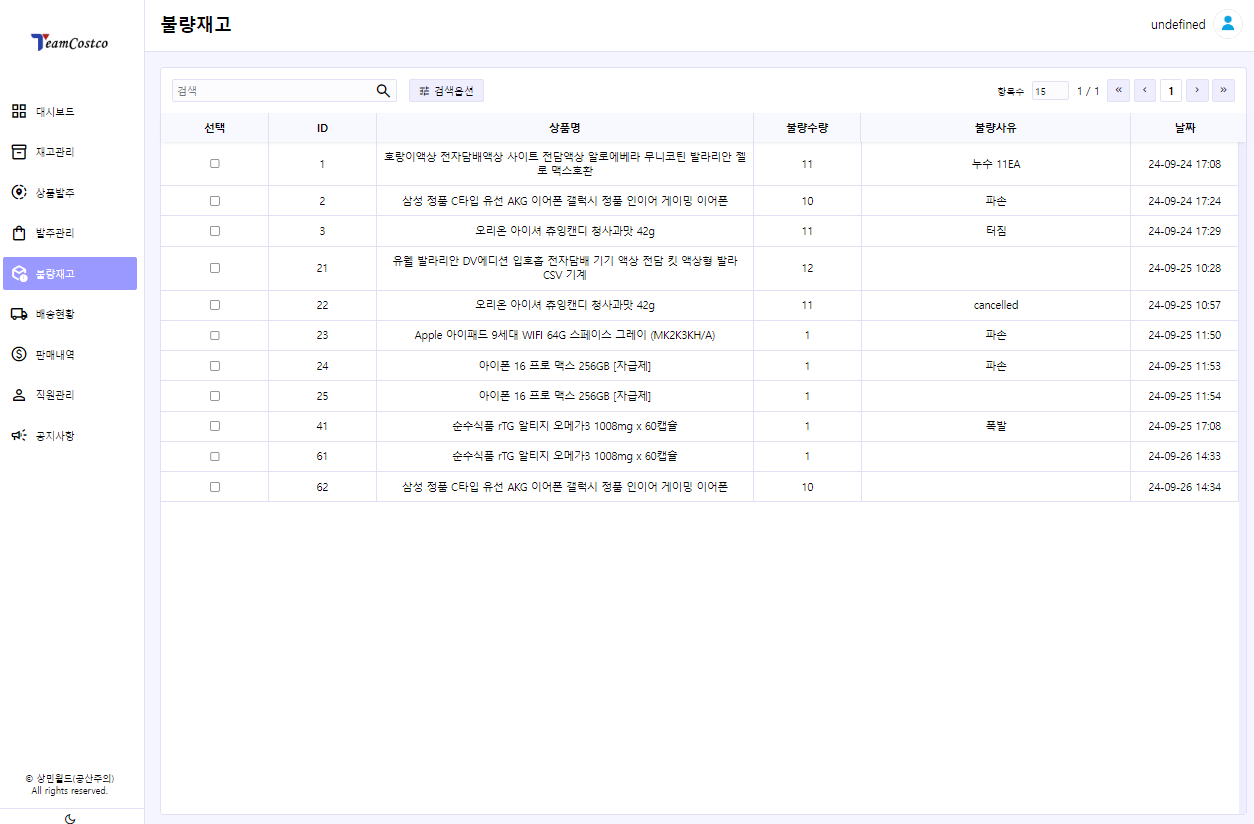 TeamCostco
불량재고
undefined
대시보드
재고관리
상품발주
발주관리
불량재고
배송현황
판매내역
직원관리
공지사항
© 상민월드(공산주의)
All rights reserved.
검색
검색옵션
항목수 15 1 / 1 « ‹ 1 › »
선택 ID 상품명 불량수량 불량사유 날짜
1 호랑이액상 전자담배액상 사이트 전담액상 알로에베라 무니코틴 발라리안 젤로 맥스호환 11 누수 11EA 24-09-24 17:08
2 삼성 정품 C타입 유선 AKG 이어폰 갤럭시 정품 인이어 게이밍 이어폰 10 파손 24-09-24 17:24
3 오리온 아이셔 츄잉캔디 청사과맛 42g 11 터짐 24-09-24 17:29
21 유웰 발라리안 DV에디션 입호흡 전자담배 기기 액상 전담 킷 액상형 발라 CSV 기계 12 24-09-25 10:28
22 오리온 아이셔 츄잉캔디 청사과맛 42g 11 cancelled 24-09-25 10:57
23 Apple 아이패드 9세대 WIFI 64G 스페이스 그레이 (MK2K3KH/A) 1 파손 24-09-25 11:50
24 아이폰 16 프로 맥스 256GB [자급제] 1 파손 24-09-25 11:53
25 아이폰 16 프로 맥스 256GB [자급제] 1 24-09-25 11:54
41 순수식품 rTG 알티지 오메가3 1008mg x 60캡슐 1 폭발 24-09-25 17:08
61 순수식품 rTG 알티지 오메가3 1008mg x 60캡슐 1 24-09-26 14:33
62 삼성 정품 C타입 유선 AKG 이어폰 갤럭시 정품 인이어 게이밍 이어폰 10 24-09-26 14:34